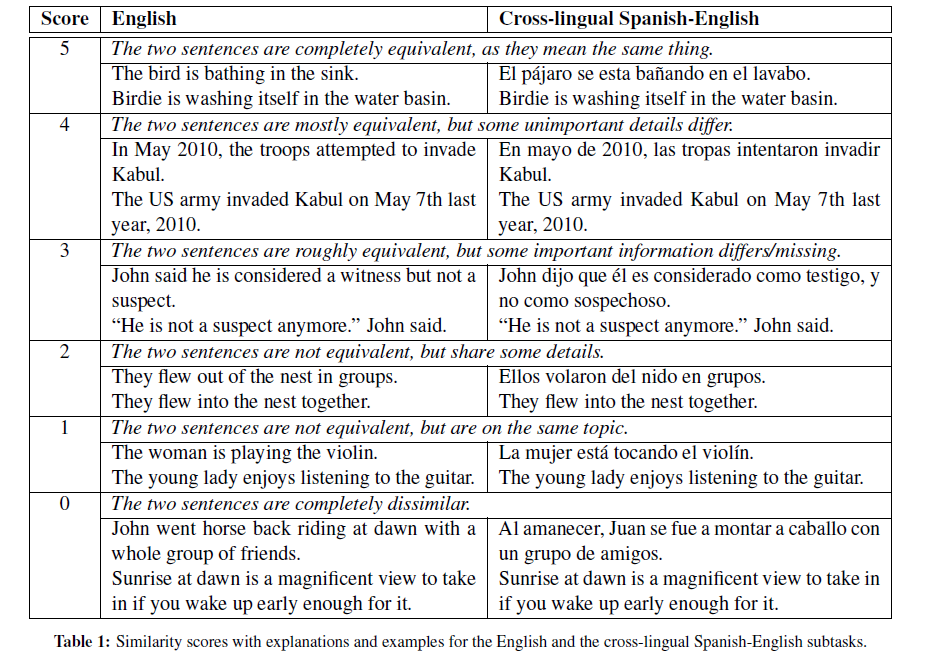 Score English Cross-lingual Spanish-English
5 The two sentences are completely equivalent, as they mean the same thing.
The bird is bathing in the sink. El pájaro se esta bañando en el lavabo.
Birdie is washing itself in the water basin. Birdie is washing itself in the water basin.
4 The two sentences are mostly equivalent, but some unimportant details differ.
In May 2010, the troops attempted to invade En mayo de 2010, las tropas intentaron invadir
Kabul. Kabul.
The US army invaded Kabul on May 7th last The US army invaded Kabul on May 7th last
year, 2010. year, 2010.
3 The two sentences are roughly equivalent, but some important information differs/missing.
John said he is considered a witness but not a John dijo que él es considerado como testigo, y
suspect. no como sospechoso.
“He is not a suspect anymore.” John said. “He is not a suspect anymore.” John said.
2 The two sentences are not equivalent, but share some details.
They flew out of the nest in groups. Ellos volaron del nido en grupos.
They flew into the nest together. They flew into the nest together.
1 The two sentences are not equivalent, but are on the same topic.
The woman is playing the violin. La mujer está tocando el violín.
The young lady enjoys listening to the guitar. The young lady enjoys listening to the guitar.
0 The two sentences are completely dissimilar.
John went horse back riding at dawn with a Al amanecer, Juan se fue a montar a caballo con
whole group of friends. un grupo de amigos.
Sunrise at dawn is a magnificent view to take Sunrise at dawn is a magnificent view to take
in if you wake up early enough for it. in if you wake up early enough for it.
Table 1: Similarity scores with explanations and examples for the English and the cross-lingual Spanish-English subtasks.